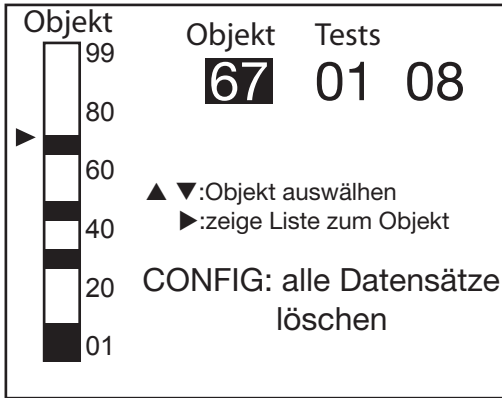 Objekt
99
80
60
40
20
01
Objekt Tests
67 01 08
▲ ▼:Objekt auswälhen
▶:zeige Liste zum Objekt
CONFIG: alle Datensätze
löschen